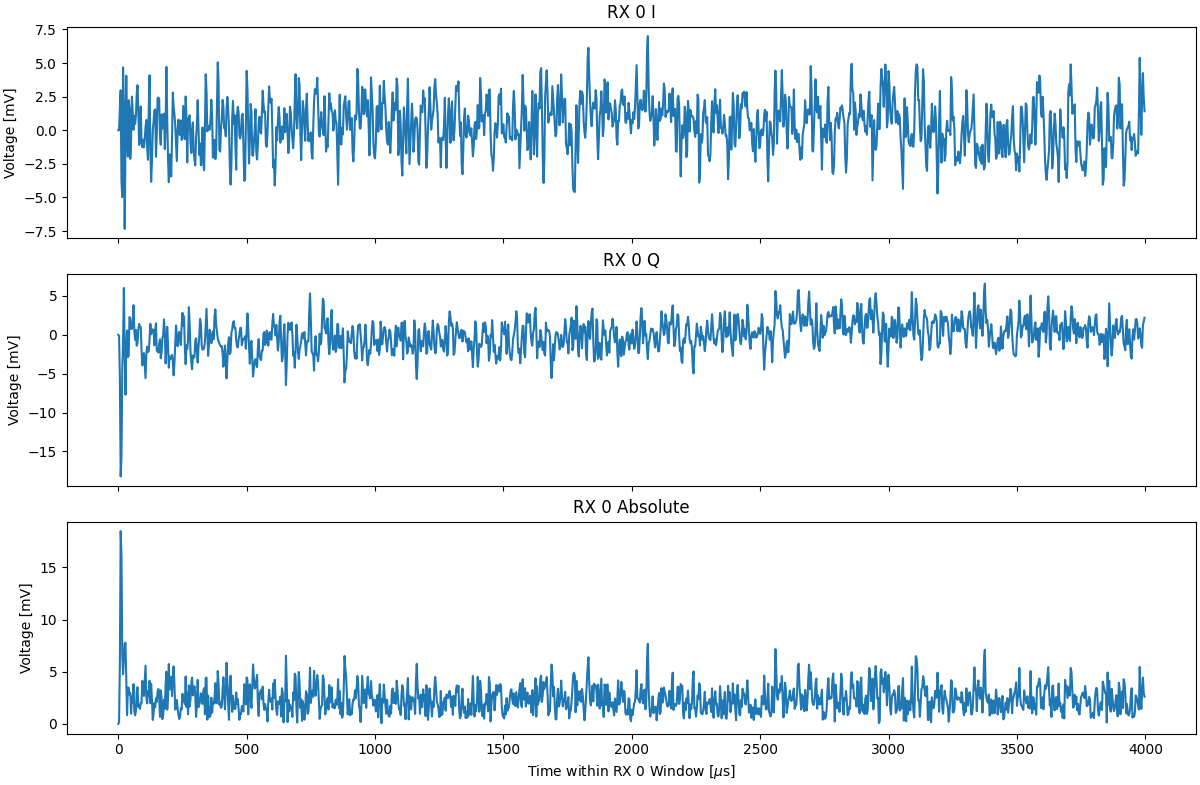 RX 0 I
7.5
5.0
2.5
0.0
−2.5
−5.0
−7.5
Voltage [mV]
RX 0 Q
5
0
−5
−10
−15
Voltage [mV]
RX 0 Absolute
15
10
5
0
Voltage [mV]
0 500 1000 1500 2000 2500 3000 3500 4000
Time within RX 0 Window [μs]